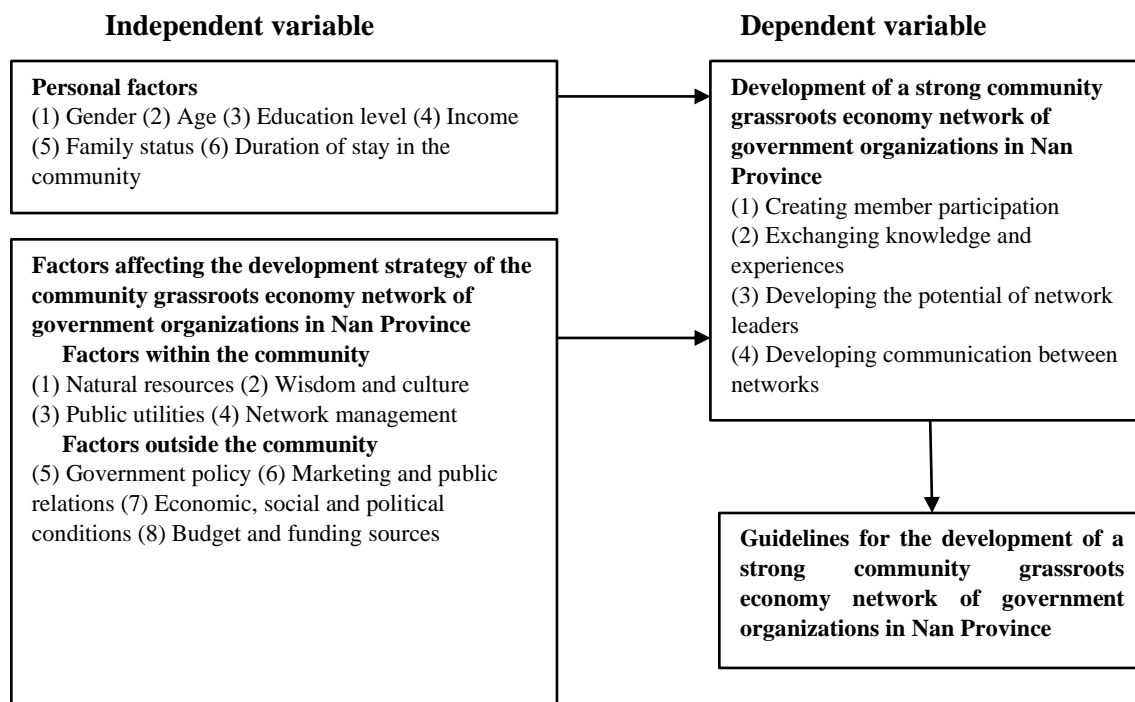 Independent variable
Dependent variable
Personal factors
(1) Gender (2) Age (3) Education level (4) Income
(5) Family status (6) Duration of stay in the
community
Factors affecting the development strategy of the
community grassroots economy network of
government organizations in Nan Province
Factors within the community
(1) Natural resources (2) Wisdom and culture
(3) Public utilities (4) Network management
Factors outside the community
(5) Government policy (6) Marketing and public
relations (7) Economic, social and political
conditions (8) Budget and funding sources
Development of a strong community
grassroots economy network of
government organizations in Nan
Province
(1) Creating member participation
(2) Exchanging knowledge and
experiences
(3) Developing the potential of network
leaders
(4) Developing communication between
networks
Guidelines for the development of a
strong community grassroots
economy network of government
organizations in Nan Province